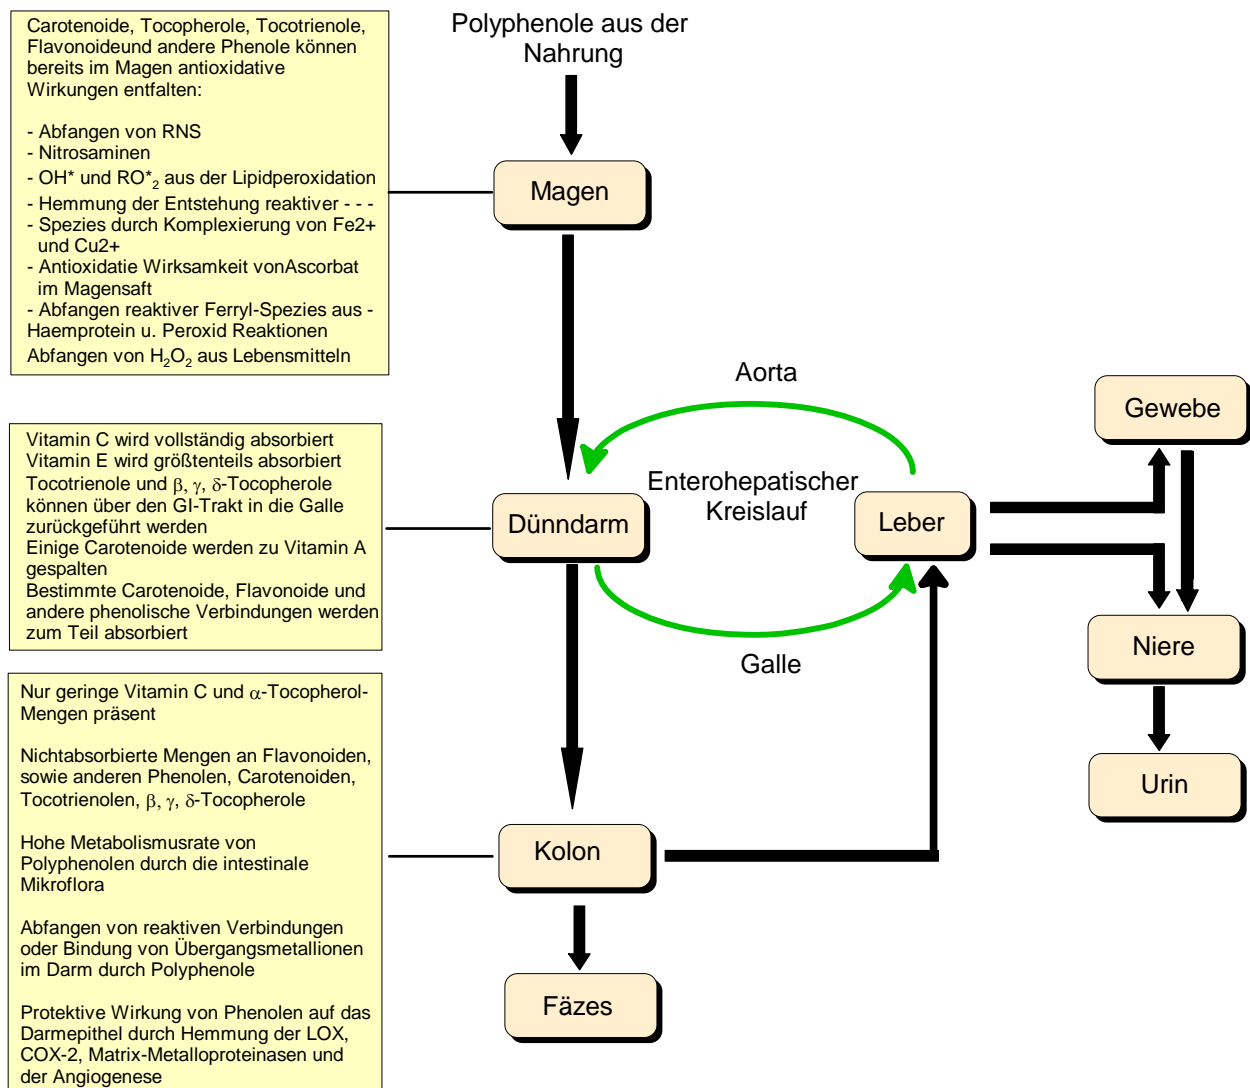 Carotenoide, Tocopherole, Tocotrienole,
Flavonoideund andere Phenole können
bereits im Magen antioxidative
Wirkungen entfalten:
- Abfangen von RNS
- Nitrosaminen
- OH* und RO*2 aus der Lipidperoxidation
- Hemmung der Entstehung reaktiver - - -
- Spezies durch Komplexierung von Fe2+
und Cu2+
- Antioxidatie Wirksamkeit vonAscorbat
im Magensaft
- Abfangen reaktiver Ferryl-Spezies aus -
Haemprotein u. Peroxid Reaktionen
Abfangen von H2O2 aus Lebensmitteln
Vitamin C wird vollständig absorbiert
Vitamin E wird größtenteils absorbiert
Tocotrienole und β, γ, δ-Tocopherole
können über den GI-Trakt in die Galle
zurückgeführt werden
Einige Carotenoide werden zu Vitamin A
gespalten
Bestimmte Carotenoide, Flavonoide und
andere phenolische Verbindungen werden
zum Teil absorbiert
Nur geringe Vitamin C und α-Tocopherol-
Mengen präsent
Nichtabsorbierte Mengen an Flavonoiden,
sowie anderen Phenolen, Carotenoiden,
Tocotrienolen, β, γ, δ-Tocopherole
Hohe Metabolismusrate von
Polyphenolen durch die intestinale
Mikroflora
Abfangen von reaktiven Verbindungen
oder Bindung von Übergangsmetallionen
im Darm durch Polyphenole
Protektive Wirkung von Phenolen auf das
Darmepithel durch Hemmung der LOX,
COX-2, Matrix-Metalloproteinasen und
der Angiogenese
Polyphenole aus der
Nahrung
Magen
Aorta
Enterohepatischer
Kreislauf
Dünndarm
Leber
Galle
Kolon
Fäzes
Gewebe
Niere
Urin